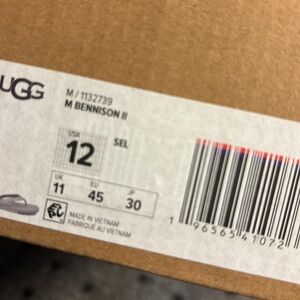 UGG
M / 1132739
M BENNISON II
USA
12
SEL
UK EU JP
11 45 30
MADE IN VIETNAM
FABRIQUÉ AU VIETNAM
1 96565 41072